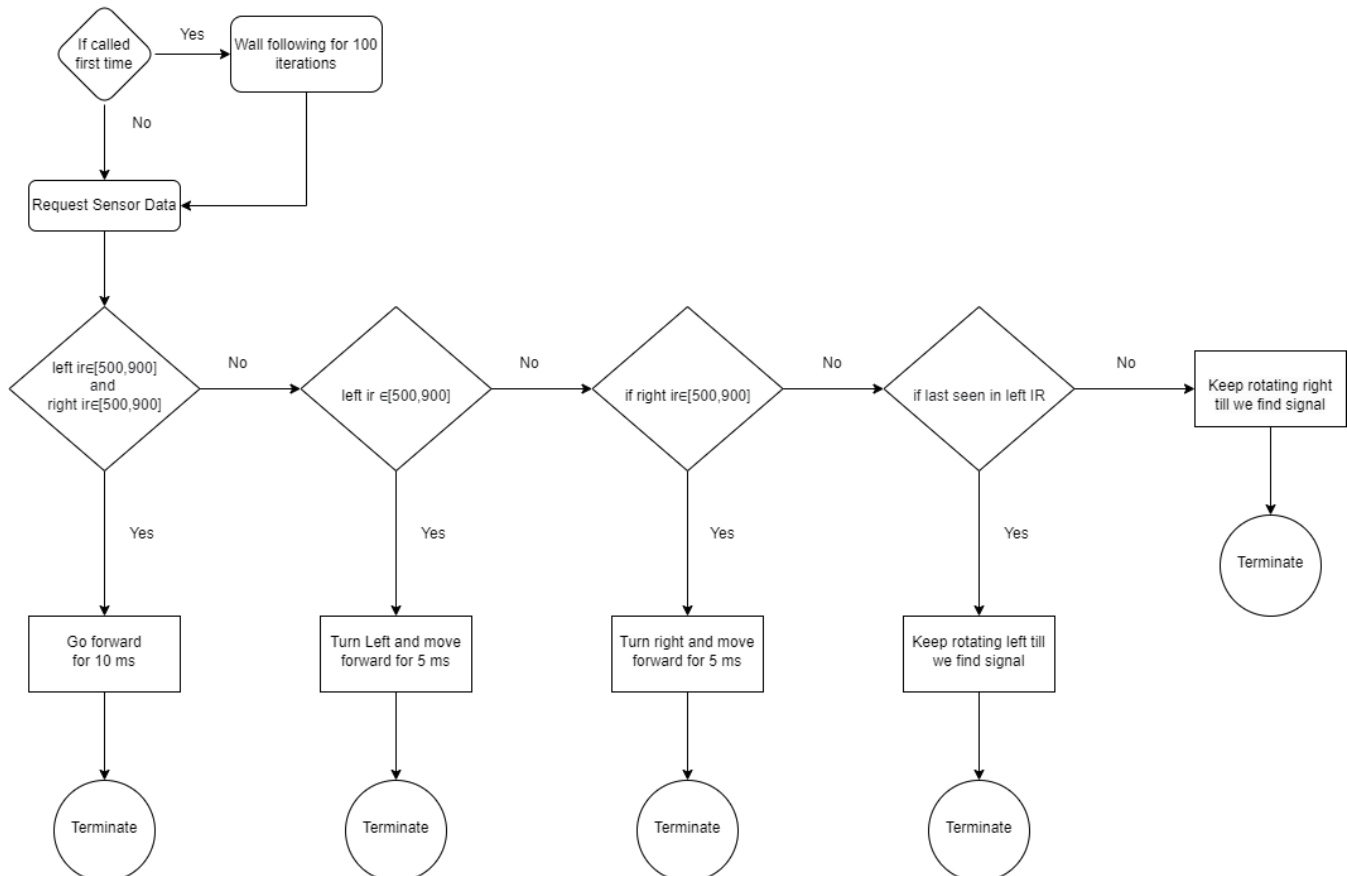 If called
first time
Yes
Wall following for 100
iterations
No
Request Sensor Data
left ir∈[500,900]
and
right ir∈[500,900]
No
left ir ∈[500,900]
No
if right ir∈[500,900]
No
if last seen in left IR
No
Keep rotating right
till we find signal
Yes
Yes
Yes
Yes
Terminate
Go forward
for 10 ms
Turn Left and move
forward for 5 ms
Turn right and move
forward for 5 ms
Keep rotating left till
we find signal
Terminate
Terminate
Terminate
Terminate